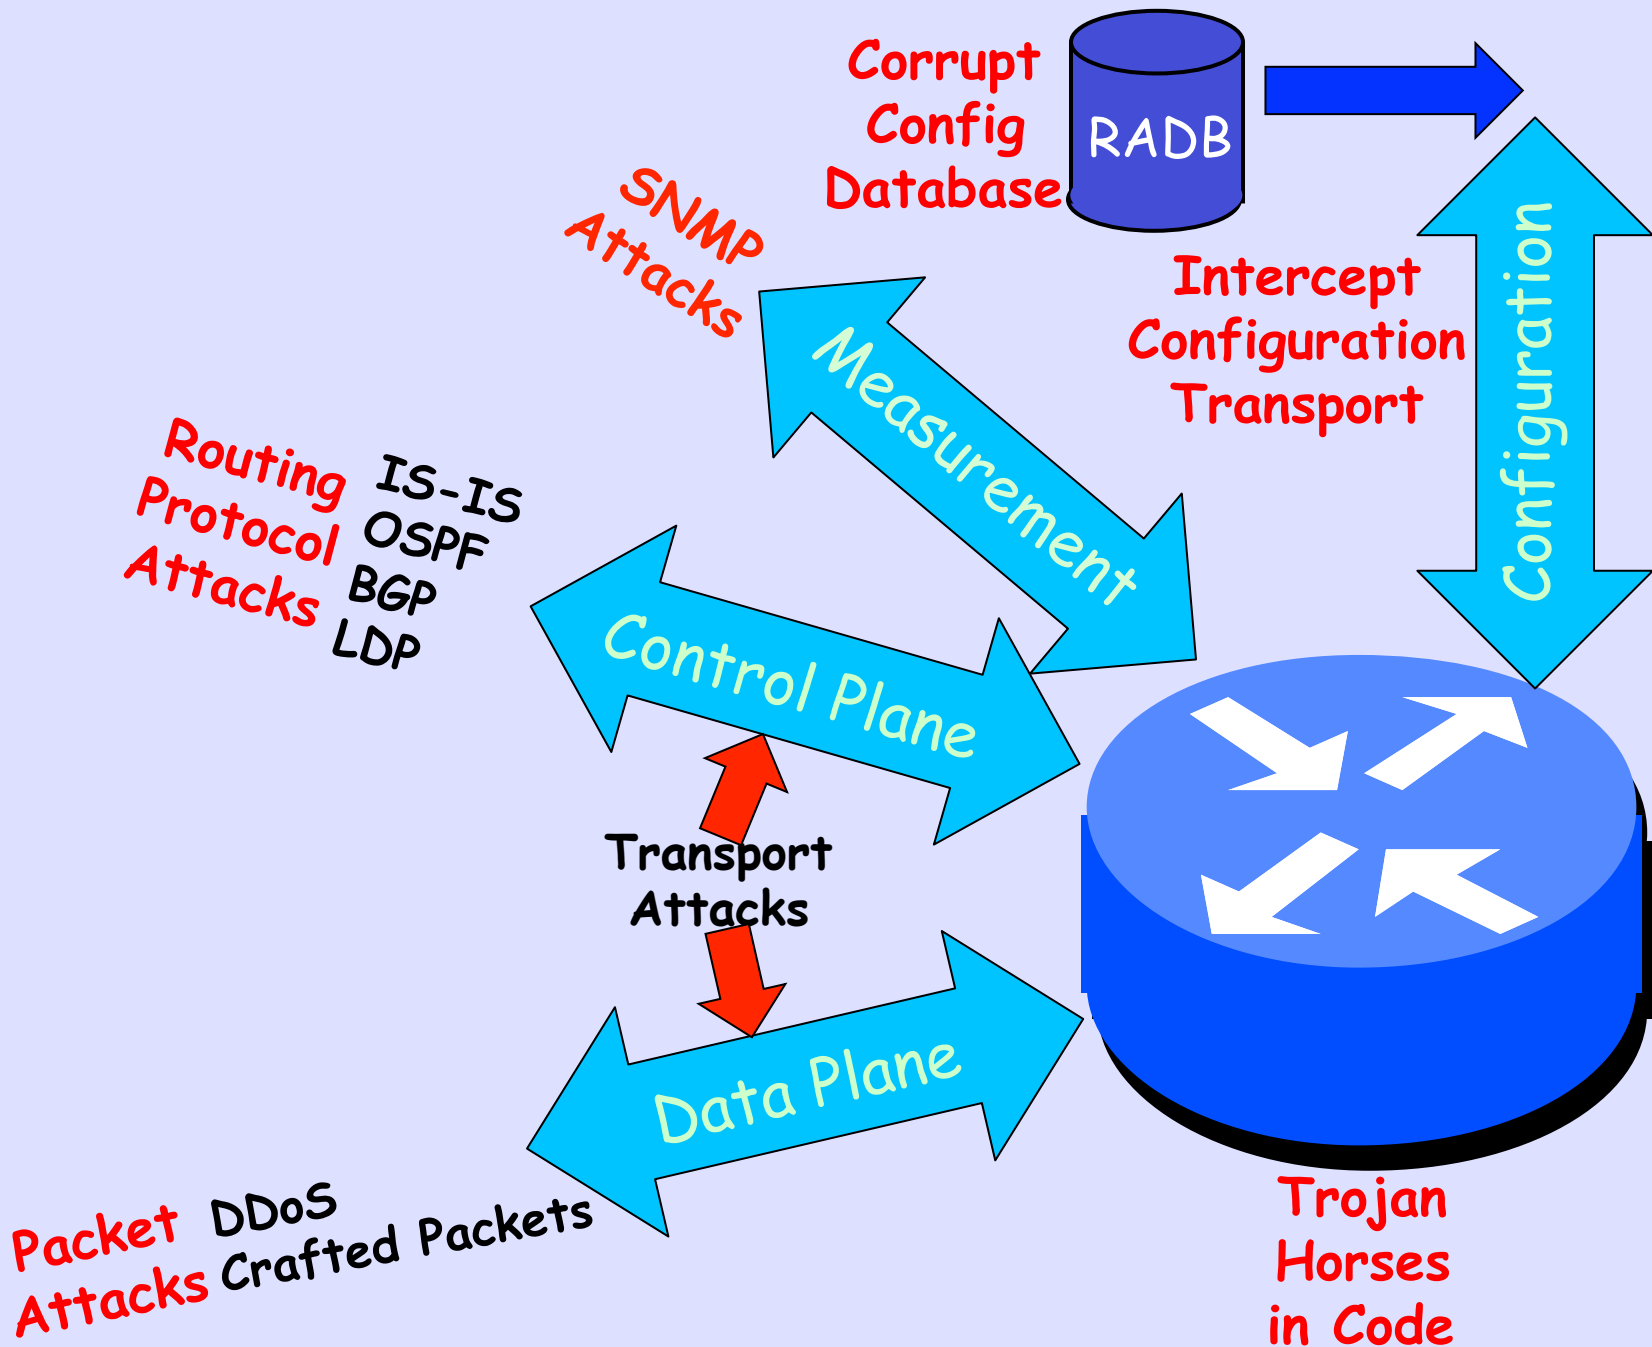 Corrupt
Config
Database
RADB
SNMP
Attacks
Intercept
Configuration
Transport
Configuration
Measurement
Routing
Protocol
Attacks
IS-IS
OSPF
BGP
LDP
Control Plane
Transport
Attacks
Data Plane
Packet
Attacks
DDoS
Crafted Packets
Trojan
Horses
in Code